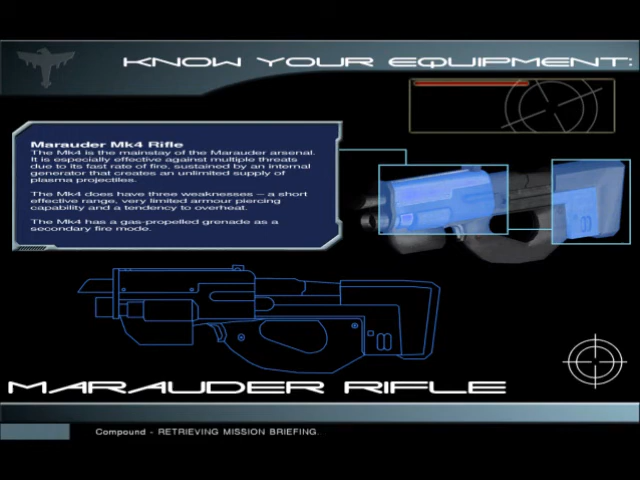 KNOW YOUR EQUIPMENT:
Marauder Mk4 Rifle
The Mk4 is the mainstay of the Marauder arsenal.
It is especially effective against multiple threats
due to its fast rate of fire, sustained by an internal
generator that creates an unlimited supply of
plasma projectiles.
The Mk4 does have three weaknesses – a short
effective range, very limited armour piercing
capability and a tendency to overheat.
The Mk4 has a gas-propelled grenade as a
secondary fire mode.
MARAUDER RIFLE
Compound - RETRIEVING MISSION BRIEFING.